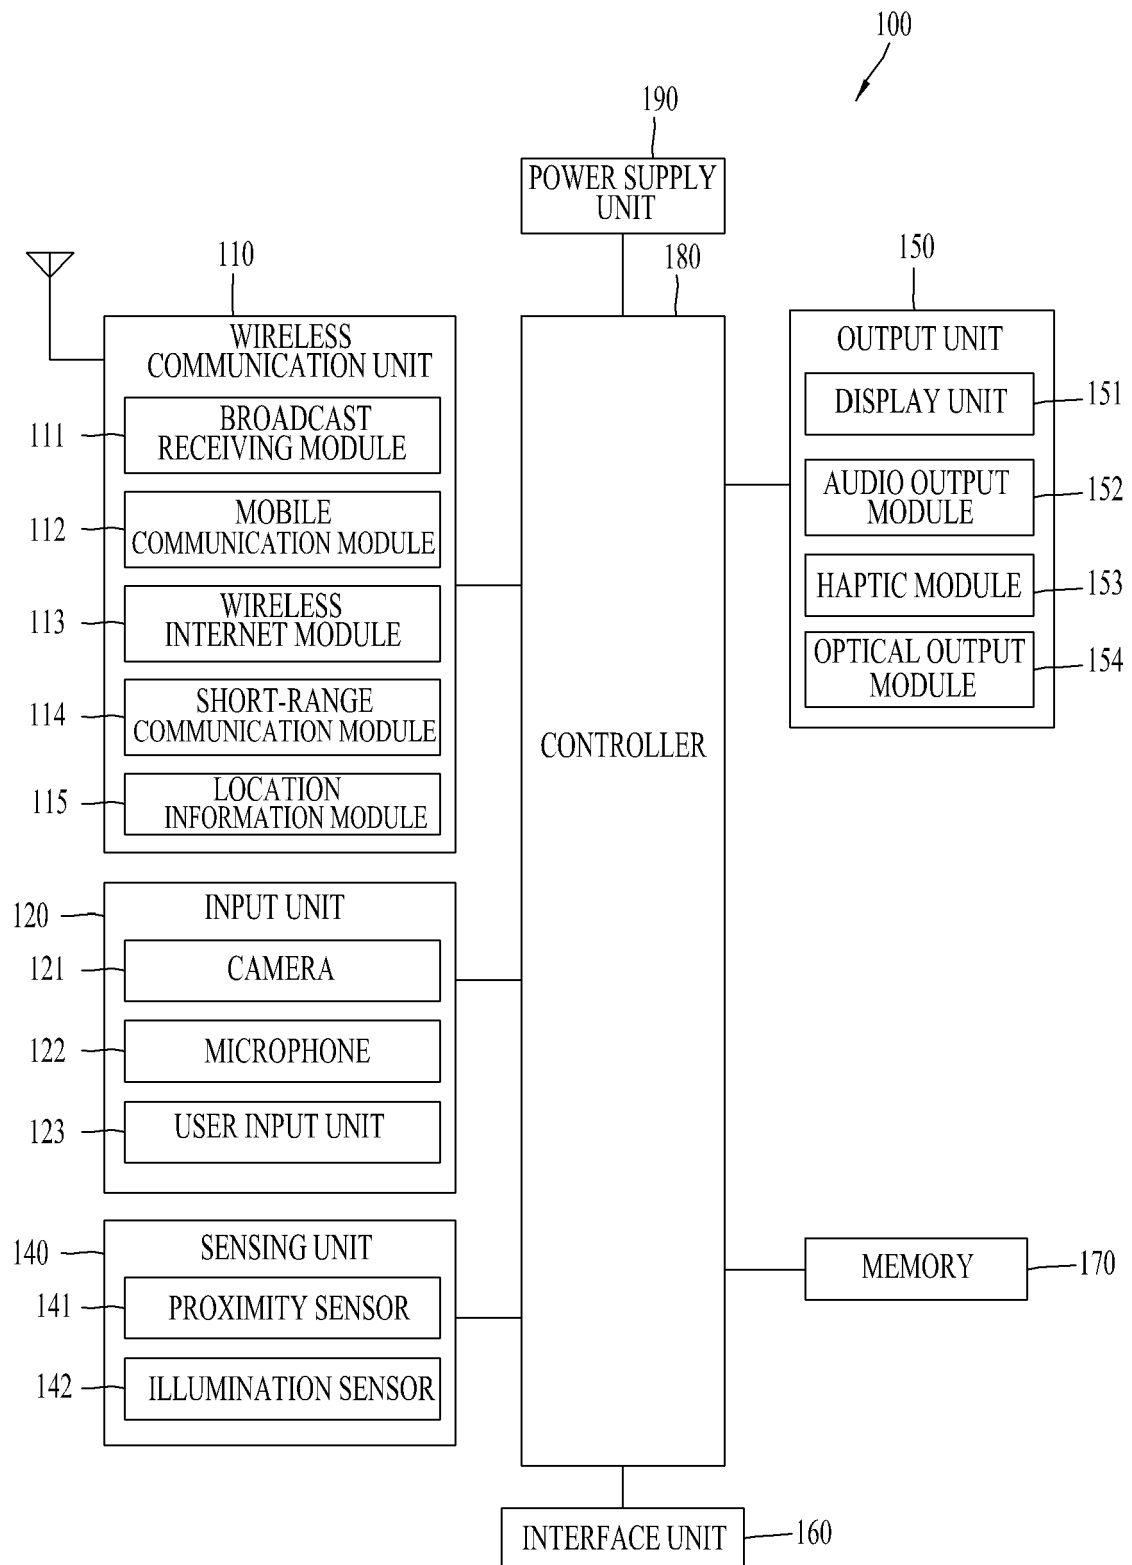 100
190
POWER SUPPLY
UNIT
110
180
150
WIRELESS
COMMUNICATION UNIT
111
BROADCAST
RECEIVING MODULE
112
MOBILE
COMMUNICATION MODULE
113
WIRELESS
INTERNET MODULE
114
SHORT-RANGE
COMMUNICATION MODULE
115
LOCATION
INFORMATION MODULE
120
INPUT UNIT
121
CAMERA
122
MICROPHONE
123
USER INPUT UNIT
140
SENSING UNIT
141
PROXIMITY SENSOR
142
ILLUMINATION SENSOR
CONTROLLER
OUTPUT UNIT
DISPLAY UNIT
151
AUDIO OUTPUT
MODULE
152
HAPTIC MODULE
153
OPTICAL OUTPUT
MODULE
154
MEMORY
170
INTERFACE UNIT
160